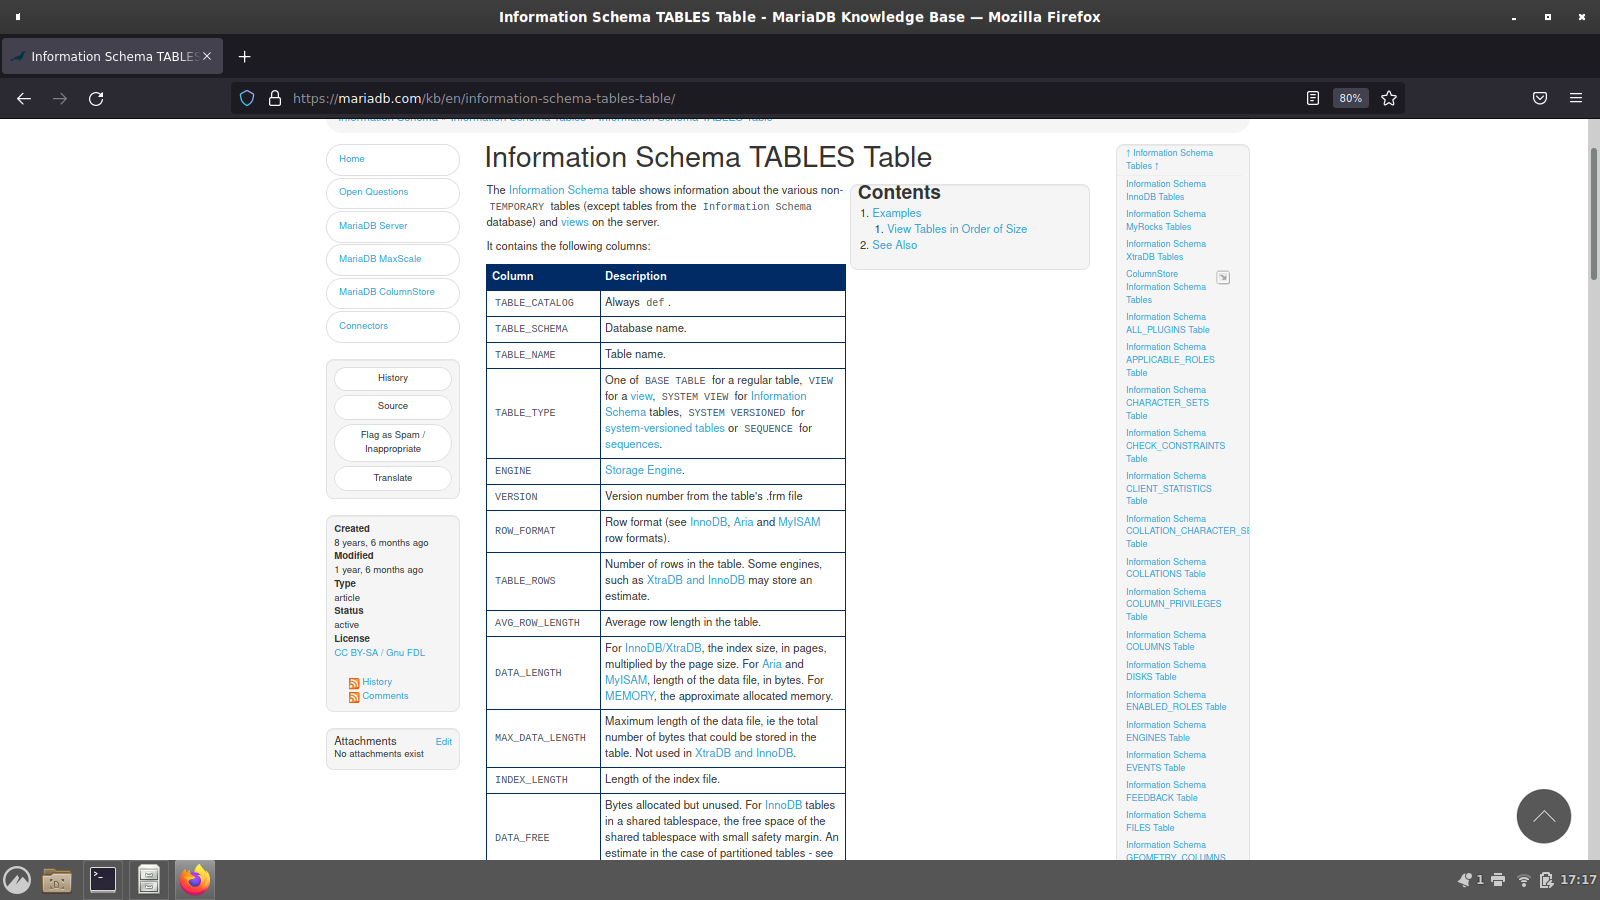 Information Schema TABLES Table - MariaDB Knowledge Base — Mozilla Firefox
Information Schema TABLES
https://mariadb.com/kb/en/information-schema-tables-table/
80%
Information Schema » Information Schema Tables » Information Schema TABLES Table
Home
Open Questions
MariaDB Server
MariaDB MaxScale
MariaDB ColumnStore
Connectors
History
Source
Flag as Spam /
Inappropriate
Translate
Created
8 years, 6 months ago
Modified
1 year, 6 months ago
Type
article
Status
active
License
CC BY-SA / Gnu FDL
History
Comments
Attachments
Edit
No attachments exist
Information Schema TABLES Table
The Information Schema table shows information about the various non-
TEMPORARY tables (except tables from the Information Schema
database) and views on the server.
It contains the following columns:
Column Description
TABLE_CATALOG Always def.
TABLE_SCHEMA Database name.
TABLE_NAME Table name.
TABLE_TYPE
One of BASE TABLE for a regular table, VIEW
for a view, SYSTEM VIEW for Information
Schema tables, SYSTEM VERSIONED for
system-versioned tables or SEQUENCE for
sequences.
ENGINE Storage Engine.
VERSION Version number from the table's .frm file
ROW_FORMAT
Row format (see InnoDB, Aria and MyISAM
row formats).
TABLE_ROWS
Number of rows in the table. Some engines,
such as XtraDB and InnoDB may store an
estimate.
AVG_ROW_LENGTH Average row length in the table.
DATA_LENGTH
For InnoDB/XtraDB, the index size, in pages,
multiplied by the page size. For Aria and
MyISAM, length of the data file, in bytes. For
MEMORY, the approximate allocated memory.
MAX_DATA_LENGTH
Maximum length of the data file, ie the total
number of bytes that could be stored in the
table. Not used in XtraDB and InnoDB.
INDEX_LENGTH Length of the index file.
DATA_FREE
Bytes allocated but unused. For InnoDB tables
in a shared tablespace, the free space of the
shared tablespace with small safety margin. An
estimate in the case of partitioned tables - see
Contents
1. Examples
1. View Tables in Order of Size
2. See Also
↑ Information Schema
Tables ↑
Information Schema
InnoDB Tables
Information Schema
MyRocks Tables
Information Schema
XtraDB Tables
ColumnStore
Information Schema
Tables
Information Schema
ALL_PLUGINS Table
Information Schema
APPLICABLE_ROLES
Table
Information Schema
CHARACTER_SETS
Table
Information Schema
CHECK_CONSTRAINTS
Table
Information Schema
CLIENT_STATISTICS
Table
Information Schema
COLLATION_CHARACTER_SE
Table
Information Schema
COLLATIONS Table
Information Schema
COLUMN_PRIVILEGES
Table
Information Schema
COLUMNS Table
Information Schema
DISKS Table
Information Schema
ENABLED_ROLES Table
Information Schema
ENGINES Table
Information Schema
EVENTS Table
Information Schema
FEEDBACK Table
Information Schema
FILES Table
Information Schema
GEOMETRY_COLUMNS
1
17:17